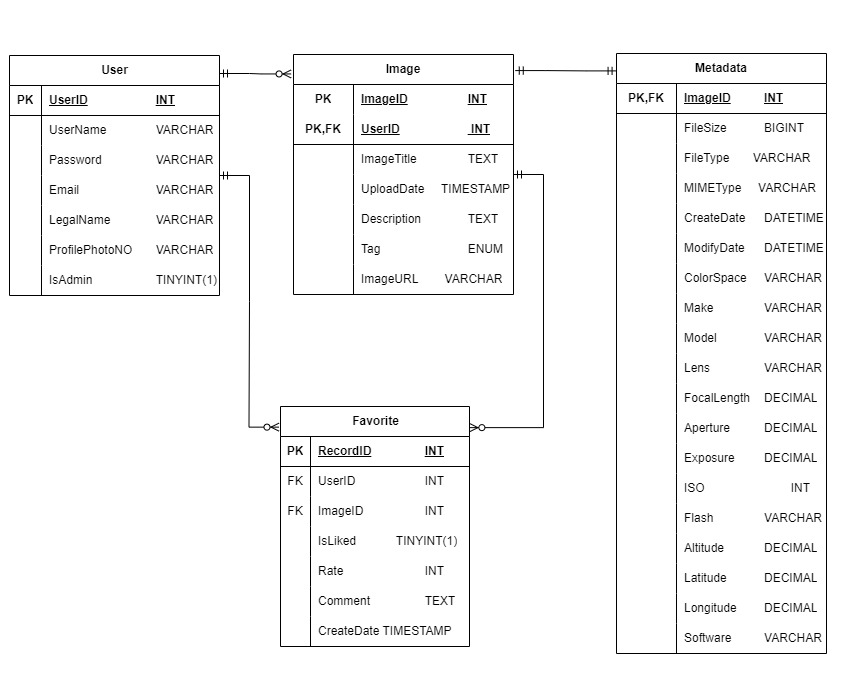 User
PK UserID INT
UserName VARCHAR
Password VARCHAR
Email VARCHAR
LegalName VARCHAR
ProfilePhotoNO VARCHAR
IsAdmin TINYINT(1)
Image
PK ImageID INT
PK,FK UserID INT
ImageTitle TEXT
UploadDate TIMESTAMP
Description TEXT
Tag ENUM
ImageURL VARCHAR
Metadata
PK,FK ImageID INT
FileSize BIGINT
FileType VARCHAR
MIMEType VARCHAR
CreateDate DATETIME
ModifyDate DATETIME
ColorSpace VARCHAR
Make VARCHAR
Model VARCHAR
Lens VARCHAR
FocalLength DECIMAL
Aperture DECIMAL
Exposure DECIMAL
ISO INT
Flash VARCHAR
Altitude DECIMAL
Latitude DECIMAL
Longitude DECIMAL
Software VARCHAR
Favorite
PK RecordID INT
FK UserID INT
FK ImageID INT
IsLiked TINYINT(1)
Rate INT
Comment TEXT
CreateDate TIMESTAMP